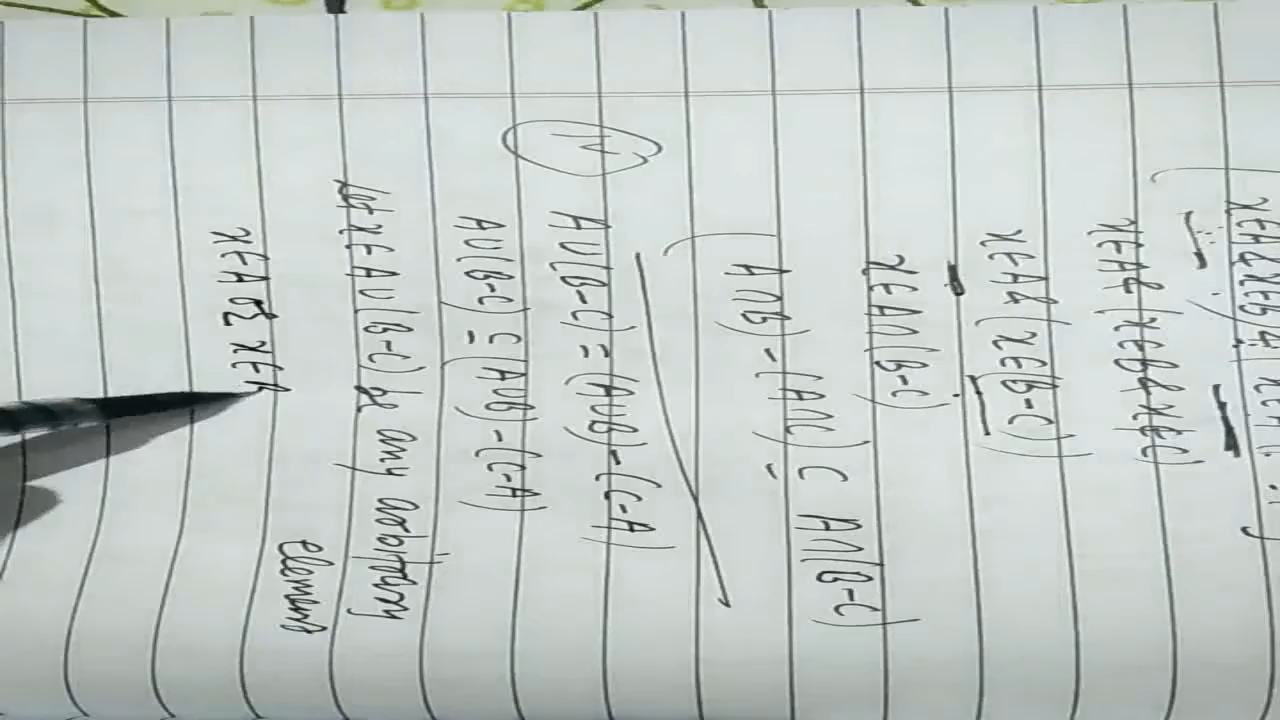 x∈A & x∈B) &
x∈A & (x∈B & x∉C)
x∈A & (x∈(B-C))
x∈A∩(B-C)
A∩B) - (A∩C) ⊆ A∩(B-C)
iv A∪(B-C) = (A∪B)-(C-A)
A∪(B-C) ⊆ (A∪B)-(C-A)
Let x∈A∪(B-C) be any arbitrary
element
x∈A or x∈